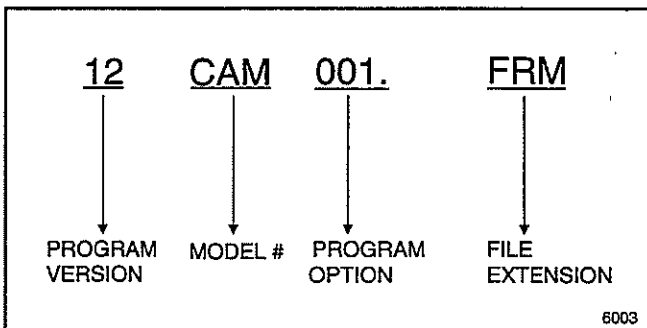 12 CAM 001. FRM
PROGRAM VERSION
MODEL #
PROGRAM OPTION
FILE EXTENSION
6003